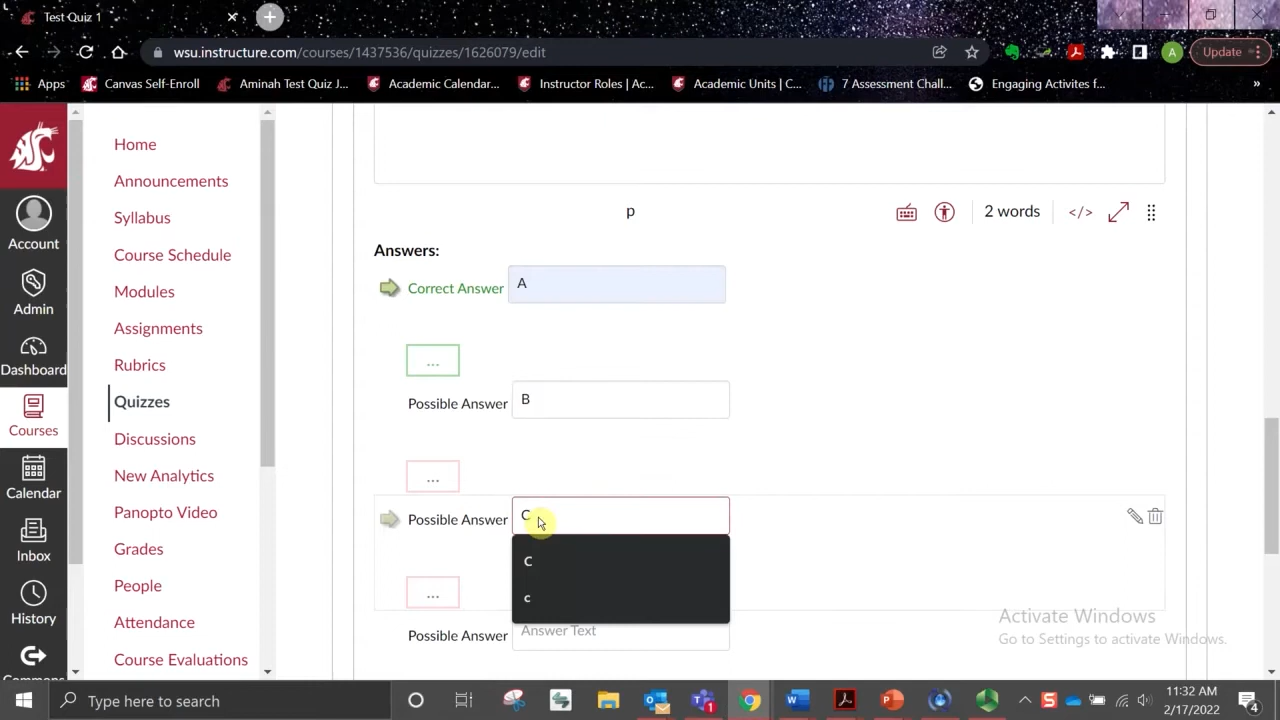 Test Quiz 1
wsu.instructure.com/courses/1437536/quizzes/1626079/edit
A
Update
Apps
Canvas Self-Enroll
Aminah Test Quiz J...
Academic Calendar...
Instructor Roles | Ac...
Academic Units | C...
7 Assessment Chall...
Engaging Activites f...
»
Account
Admin
Dashboard
Courses
Calendar
Inbox
History
Home
Announcements
Syllabus
Course Schedule
Modules
Assignments
Rubrics
Quizzes
Discussions
New Analytics
Panopto Video
Grades
People
Attendance
Course Evaluations
p
2 words
</>
Answers:
Correct Answer
A
...
Possible Answer
B
...
Possible Answer
C
C
c
...
Possible Answer
Answer Text
Activate Windows
Go to Settings to activate Windows.
Type here to search
1
11:32 AM
2/17/2022
4